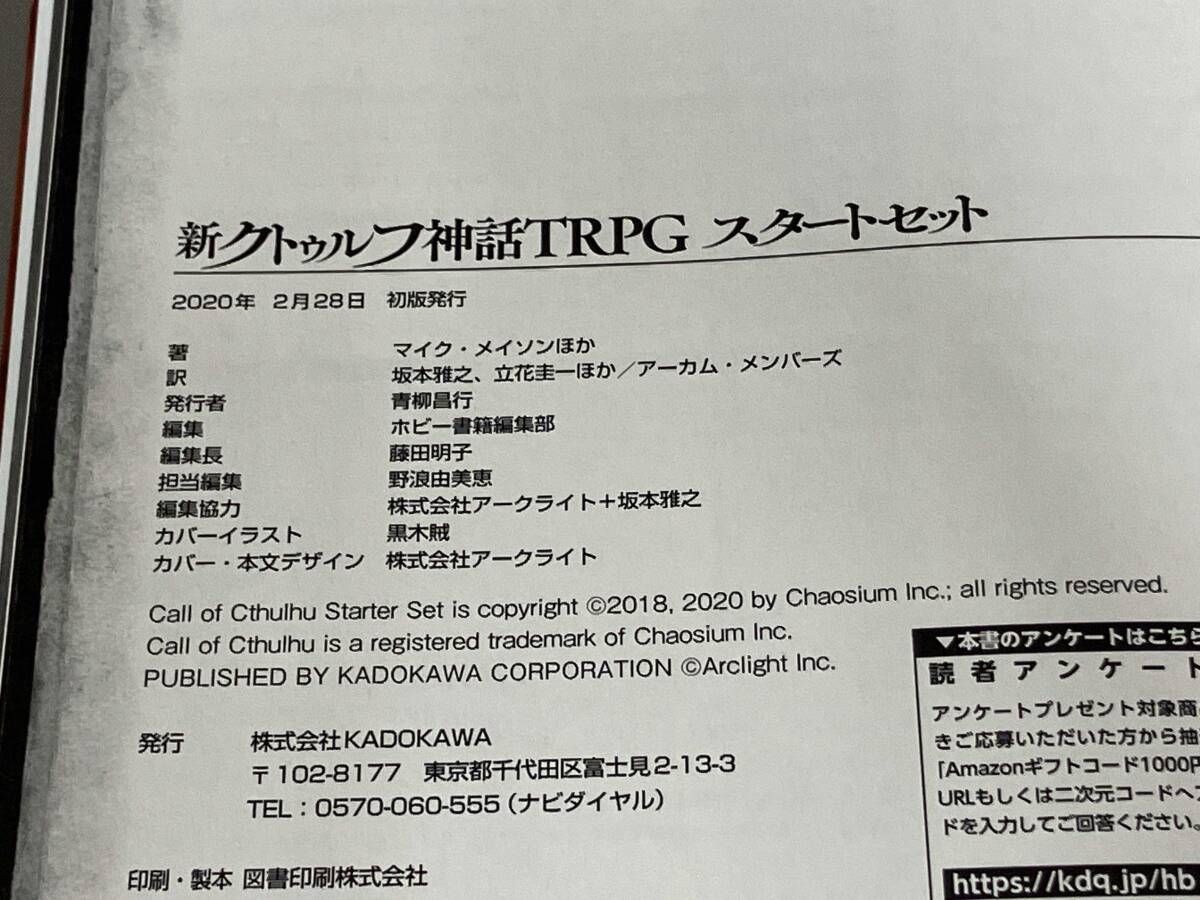 新クトゥルフ神話TRPG スタートセット
2020年 2月28日 初版発行
著 マイク・メイソンほか
訳 坂本雅之、立花圭一ほか/アーカム・メンバーズ
発行者 青柳昌行
編集 ホビー書籍編集部
編集長 藤田明子
担当編集 野浪由美恵
編集協力 株式会社アークライト+坂本雅之
カバーイラスト 黒木賊
カバー・本文デザイン 株式会社アークライト
Call of Cthulhu Starter Set is copyright ©2018, 2020 by Chaosium Inc.; all rights reserved.
Call of Cthulhu is a registered trademark of Chaosium Inc.
PUBLISHED BY KADOKAWA CORPORATION ©Arclight Inc.
発行 株式会社KADOKAWA
〒102-8177 東京都千代田区富士見2-13-3
TEL:0570-060-555(ナビダイヤル)
印刷・製本 図書印刷株式会社
▼本書のアンケートはこちら
読者アンケート
アンケートプレゼント対象商
きご応募いただいた方から抽
「Amazonギフトコード1000円
URLもしくは二次元コードへア
ドを入力してご回答ください。
https://kdq.jp/hb